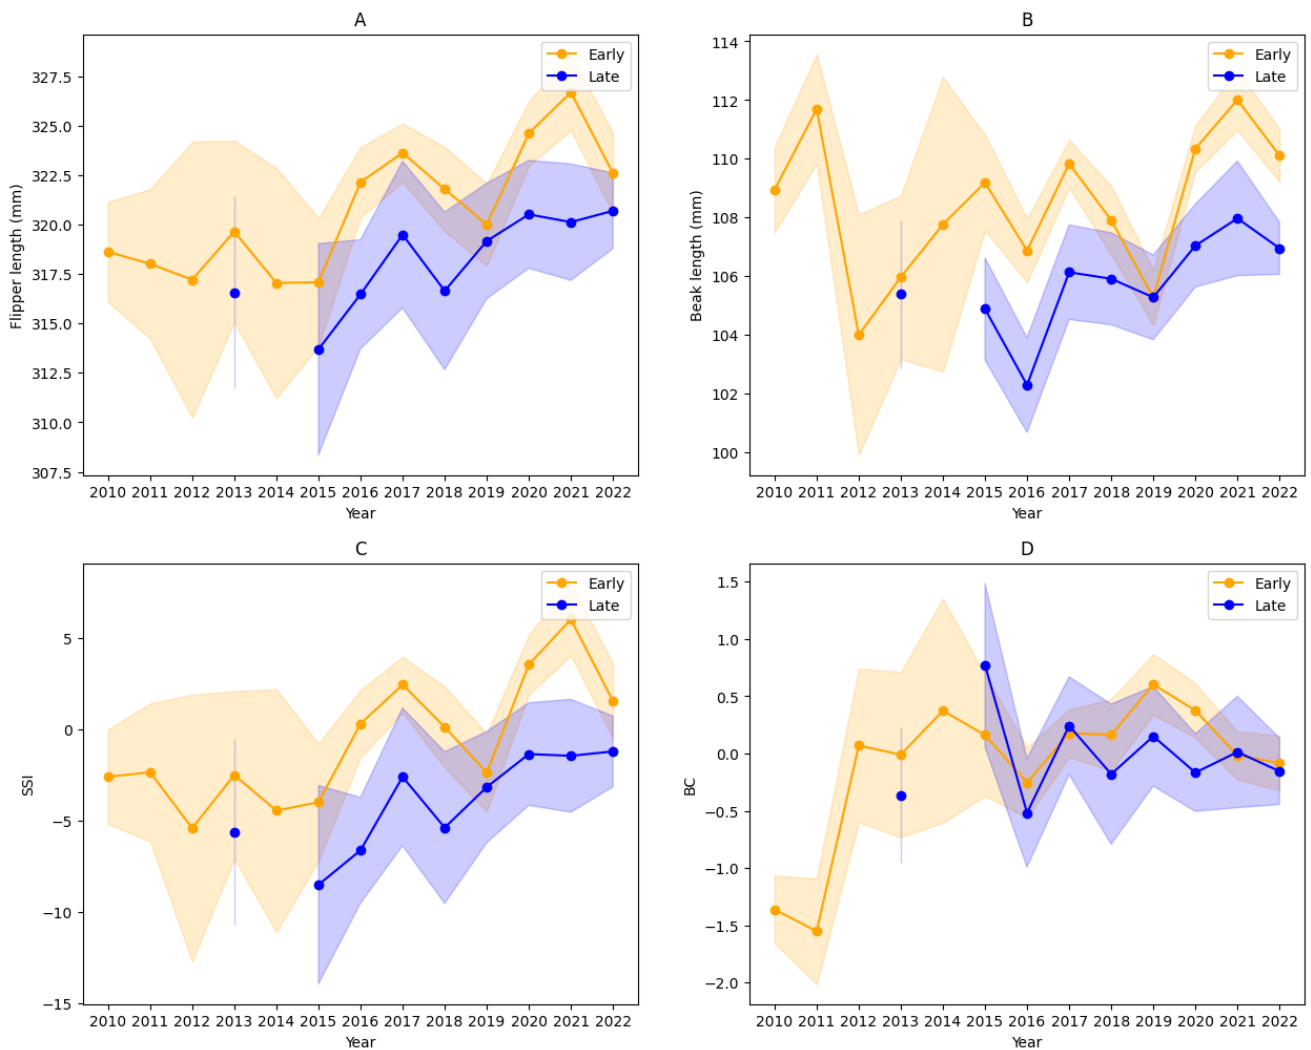 A
Flipper length (mm)
327.5
325.0
322.5
320.0
317.5
315.0
312.5
310.0
307.5
Early
Late
2010 2011 2012 2013 2014 2015 2016 2017 2018 2019 2020 2021 2022
Year
B
Beak length (mm)
114
112
110
108
106
104
102
100
Early
Late
2010 2011 2012 2013 2014 2015 2016 2017 2018 2019 2020 2021 2022
Year
C
SSI
5
0
−5
−10
−15
Early
Late
2010 2011 2012 2013 2014 2015 2016 2017 2018 2019 2020 2021 2022
Year
D
BC
1.5
1.0
0.5
0.0
−0.5
−1.0
−1.5
−2.0
Early
Late
2010 2011 2012 2013 2014 2015 2016 2017 2018 2019 2020 2021 2022
Year